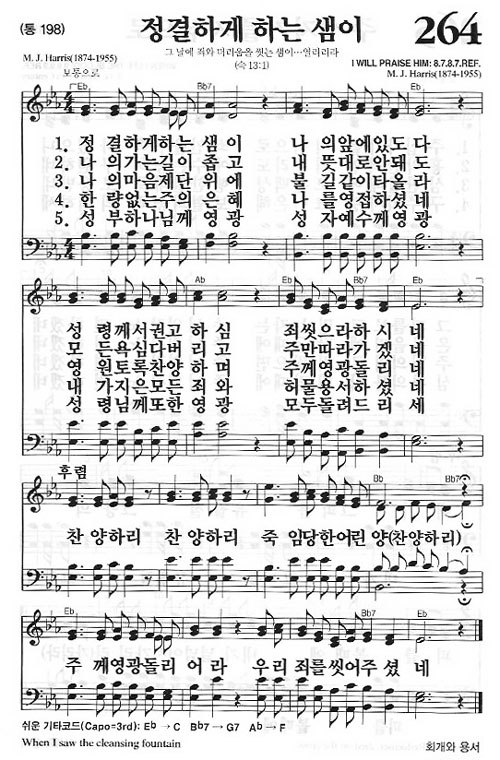 (통 198)
정결하게 하는 샘이
264
그 날에 죄와 더러움을 씻는 샘이…열리리라
(슥 13:1)
M. J. Harris(1874-1955)
보통으로
I WILL PRAISE HIM: 8.7.8.7.REF.
M. J. Harris(1874-1955)
Eb Bb7 Eb
1. 정 결하게하는 샘이 나 의앞에있도 다
2. 나 의가는길이 좁고 내 뜻대로안돼 도
3. 나 의마음제단 위에 불 길같이타올 라
4. 한 량없는주의 은혜 나 를영접하셨 네
5. 성 부하나님께 영광 성 자예수께영 광
Ab Eb Bb7 Eb
성 령께서권고 하심 죄씻으라하 시 네
모 든욕심다버 리고 주만따라가 겠 네
영 원토록찬양 하며 주께영광돌 리 네
내 가지은모든 죄와 허물용서하 셨 네
성 령님께또한 영광 모두돌려드 리 세
후렴
Bb Bb7
찬 양하리 찬 양하리 죽 임당한어린 양(찬양하리)
Eb Ab Eb Bb7 Eb
주 께영광돌리 어 라 우 리 죄를씻어주 셨 네
쉬운 기타코드(Capo=3rd): Eb → C Bb7→ G7 Ab→ F
When I saw the cleansing fountain
회개와 용서